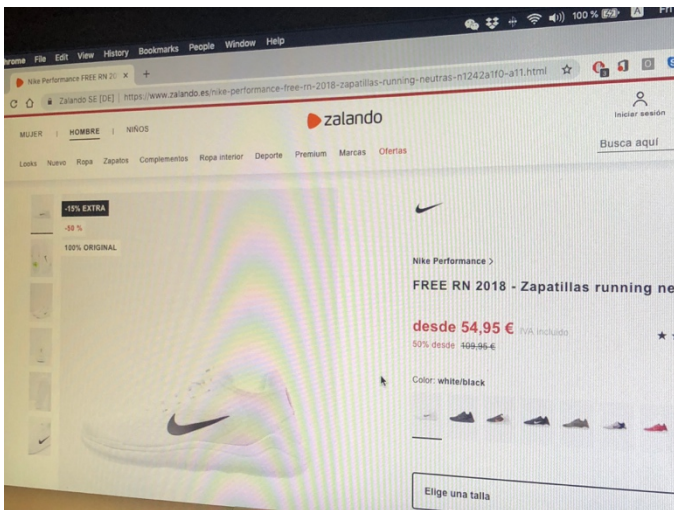 hrome File Edit View History Bookmarks People Window Help
100 %
A
Fri
Nike Performance FREE RN 20
Zalando SE [DE] | https://www.zalando.es/nike-performance-free-rn-2018-zapatillas-running-neutras-n1242a1f0-a11.html
MUJER | HOMBRE | NIÑOS
zalando
Iniciar sesión
Looks Nuevo Ropa Zapatos Complementos Ropa interior Deporte Premium Marcas Ofertas
Busca aquí
-15% EXTRA
-50 %
100% ORIGINAL
Nike Performance >
FREE RN 2018 - Zapatillas running ne
desde 54,95 € IVA incluido
50% desde 109,95 €
Color: white/black
Elige una talla